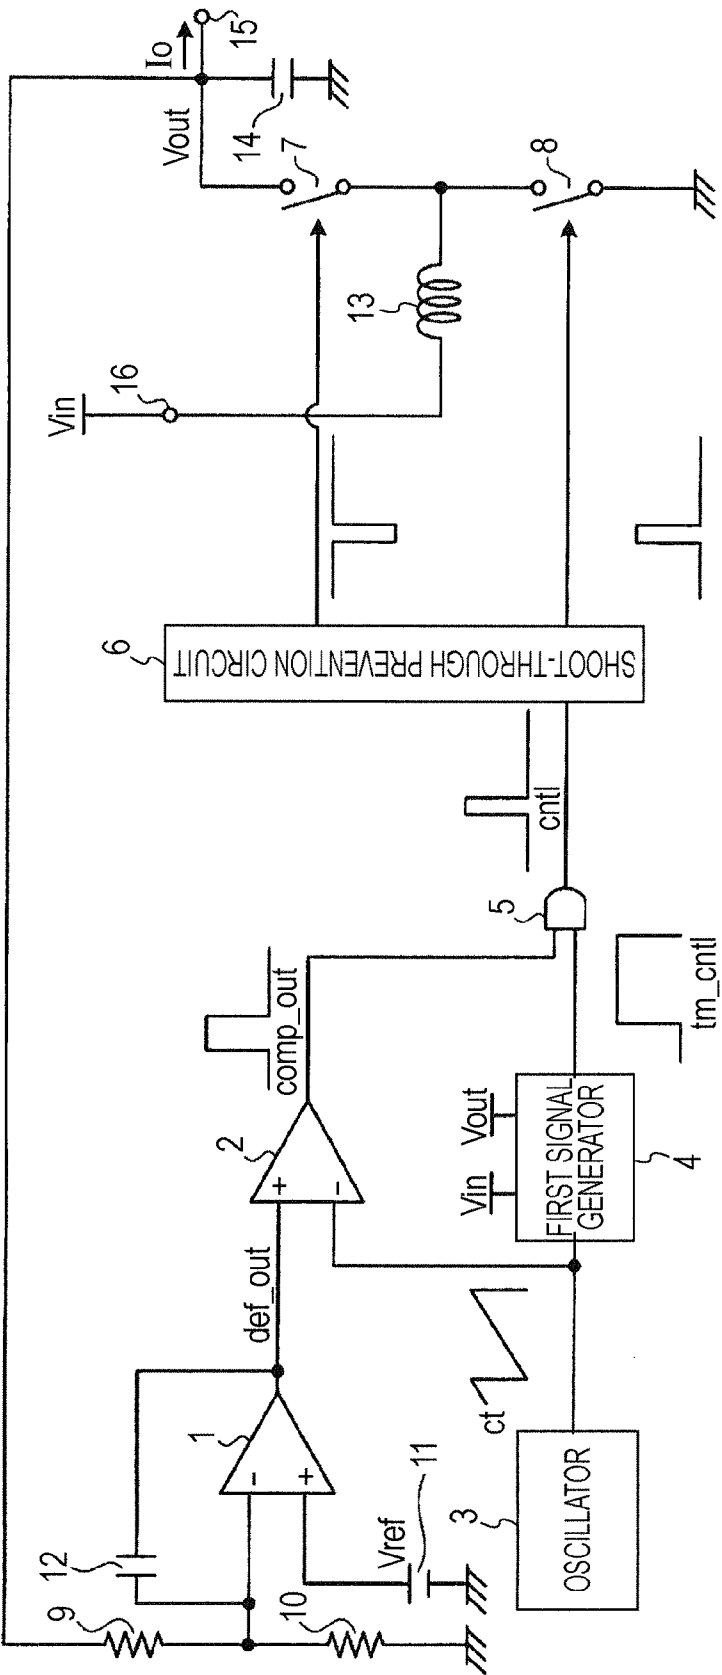 Vin
16
Vout
Io
15
14
7
13
8
6
SHOOT-THROUGH PREVENTION CIRCUIT
cntl
5
comp_out
tm_cntl
2
+
-
def_out
Vin
Vout
FIRST SIGNAL
GENERATOR
4
1
-
+
12
9
10
Vref
11
ct
3
OSCILLATOR